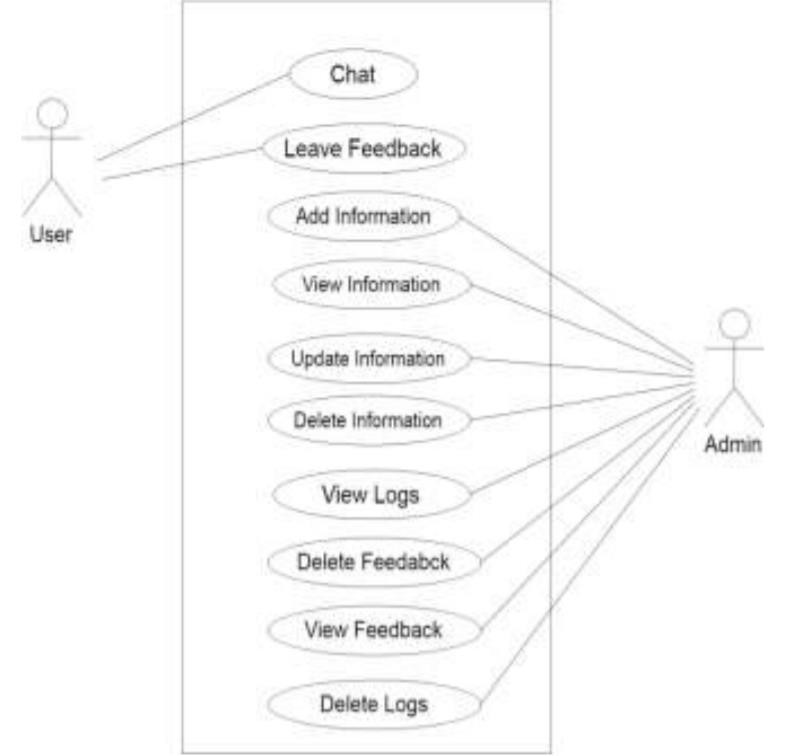 Chat
Leave Feedback
User
Add Information
View Information
Update Information
Delete Information
Admin
View Logs
Delete Feedabck
View Feedback
Delete Logs